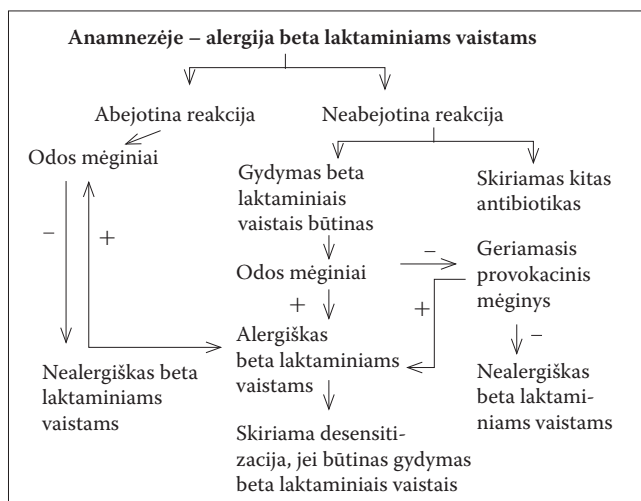 Anamnezėje – alergija beta laktaminiams vaistams
Abejotina reakcija
Neabejotina reakcija
Odos mėginiai
Gydymas beta
laktaminiais
vaistais būtinas
Skiriamas kitas
antibiotikas
–
+
Odos mėginiai
–
Geriamasis
provokacinis
mėginys
+
+
Alergiškas
beta laktaminiams
vaistams
–
Nealergiškas beta
laktaminiams
vaistams
Nealergiškas
beta laktami-
niams vaistams
Skiriama desensiti-
zacija, jei būtinas gydymas
beta laktaminiais vaistais